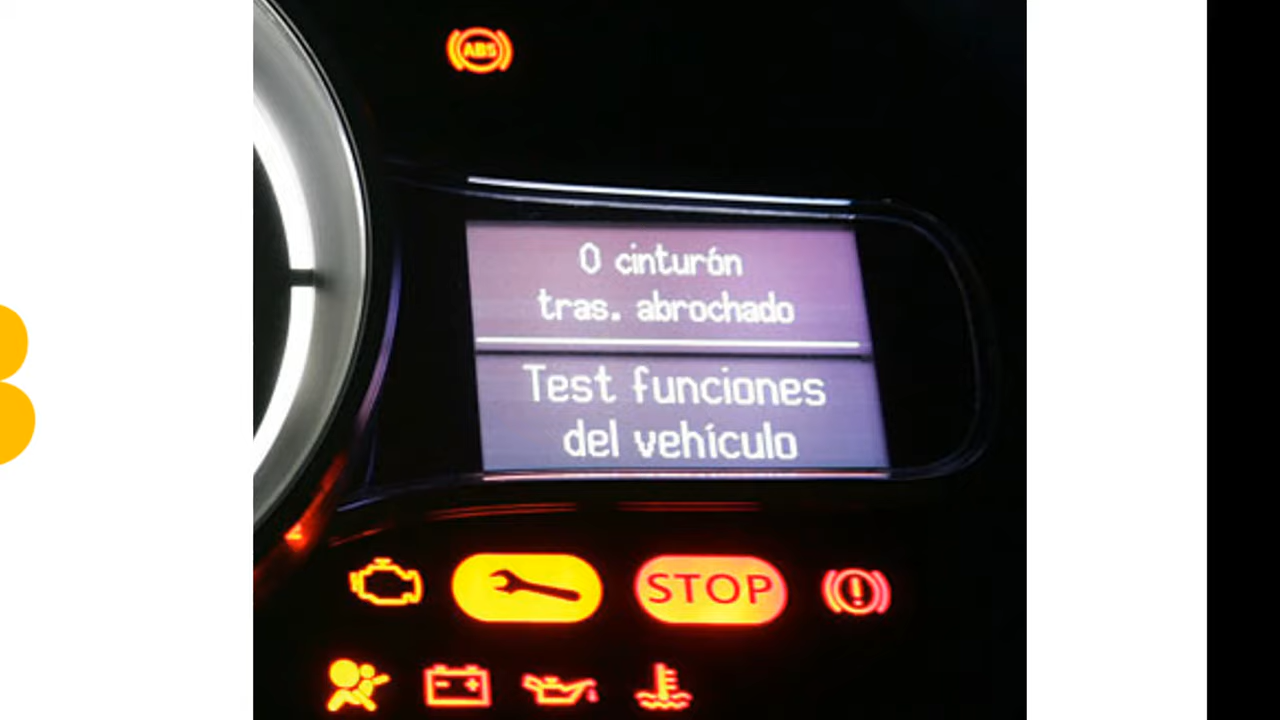 ABS
0 cinturón
tras. abrochado
Test funciones
del vehículo
STOP